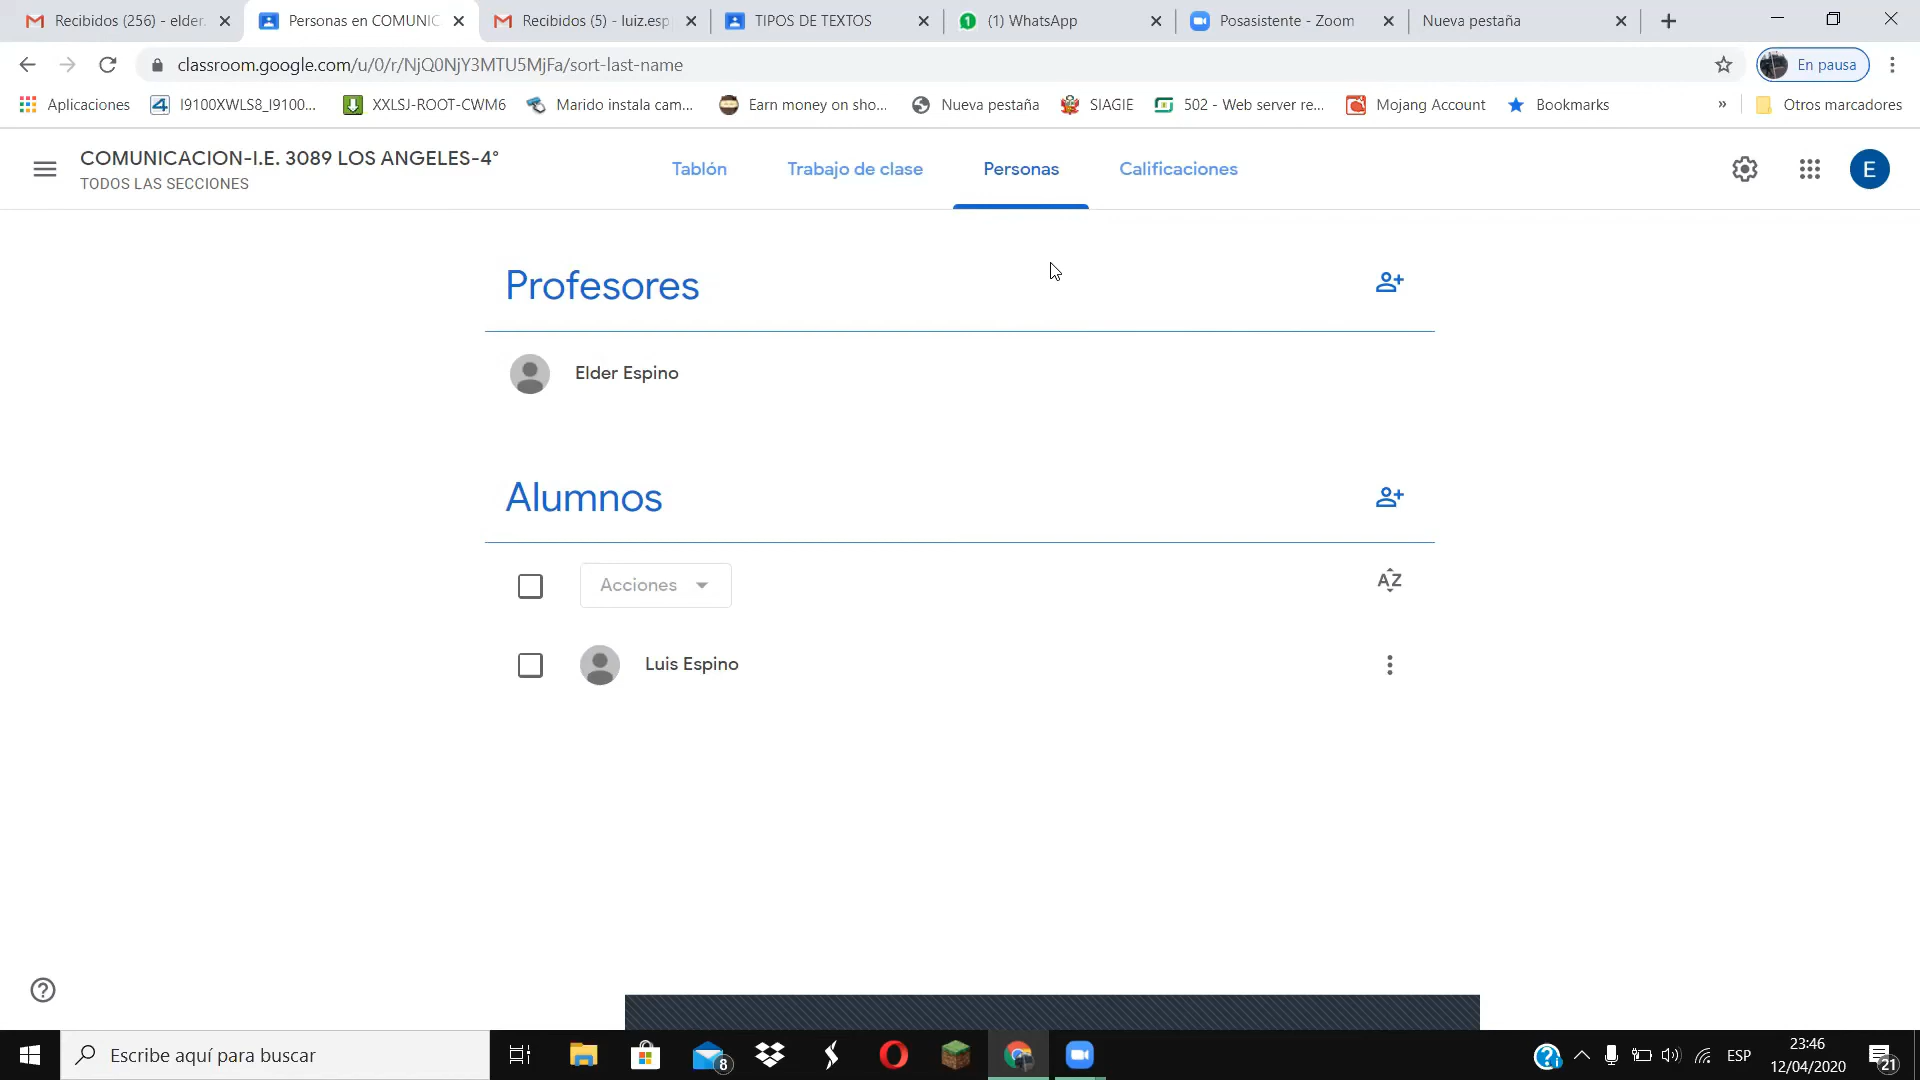 Recibidos (256) - elder.
Personas en COMUNIC
Recibidos (5) - luiz.esp
TIPOS DE TEXTOS
(1) WhatsApp
Posasistente - Zoom
Nueva pestaña
classroom.google.com/u/0/r/NjQ0NjY3MTU5MjFa/sort-last-name
En pausa
Aplicaciones
I9100XWLS8_I9100...
XXLSJ-ROOT-CWM6
Marido instala cam...
Earn money on sho...
Nueva pestaña
SIAGIE
502 - Web server re...
Mojang Account
Bookmarks
»
Otros marcadores
COMUNICACION-I.E. 3089 LOS ANGELES-4°
TODOS LAS SECCIONES
Tablón
Trabajo de clase
Personas
Calificaciones
E
Profesores
Elder Espino
Alumnos
Acciones
AZ
Luis Espino
Escribe aquí para buscar
8
ESP
23:46
12/04/2020
21